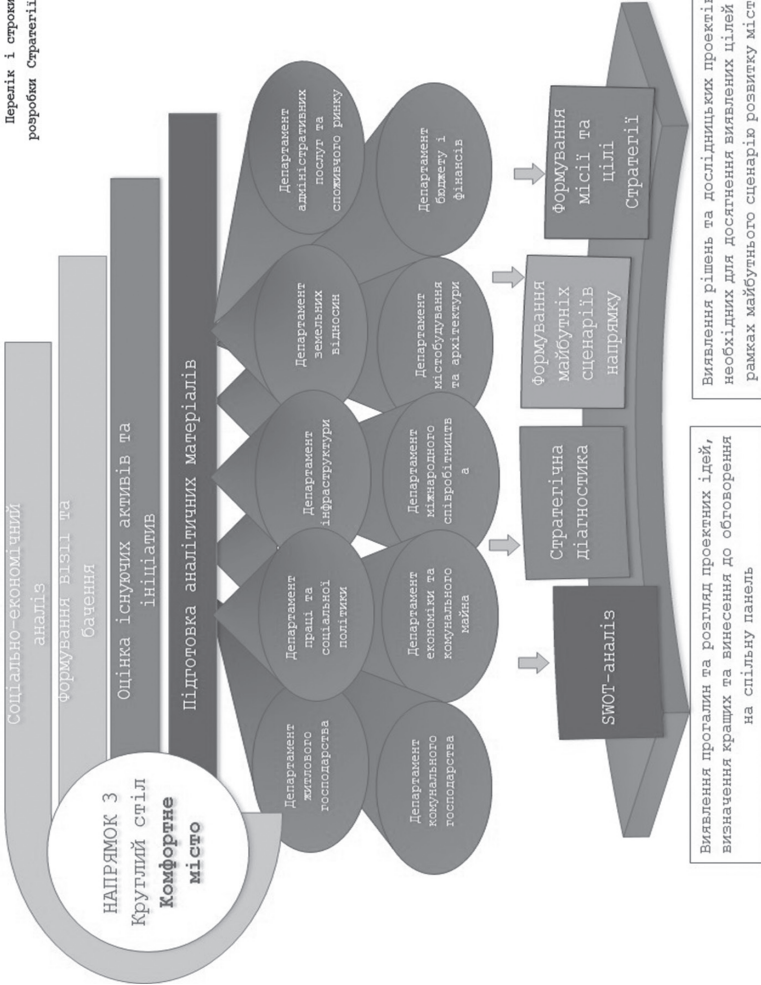 Перелік і строки
розробки Стратегії
Соціально-економічний
аналіз
Формування візії та
бачення
Оцінка існуючих активів та
ініціатив
Підготовка аналітичних матеріалів
НАПРЯМОК 3
Круглий стіл
Комфортне
місто
Департамент
житлового
господарства
Департамент
праці та
соціальної
політики
Департамент
інфраструктури
Департамент
земельних
відносин
Департамент
адміністративних
послуг та
споживчого ринку
Департамент
комунального
господарства
Департамент
економіки та
комунального
майна
Департамент
міжнародного
співробітництв
а
Департамент
містобудування
та архітектури
Департамент
бюджету і
фінансів
SWOT-аналіз
Стратегічна
діагностика
Формування
майбутніх
сценаріїв
напрямку
Формування
місії та
цілі
Стратегії
Виявлення прогалин та розгляд проектних ідей,
визначення кращих та винесення до обговорення
на спільну панель
Виявлення рішень та дослідницьких проектів
необхідних для досягнення виявлених цілей
рамках майбутнього сценарію розвитку міст